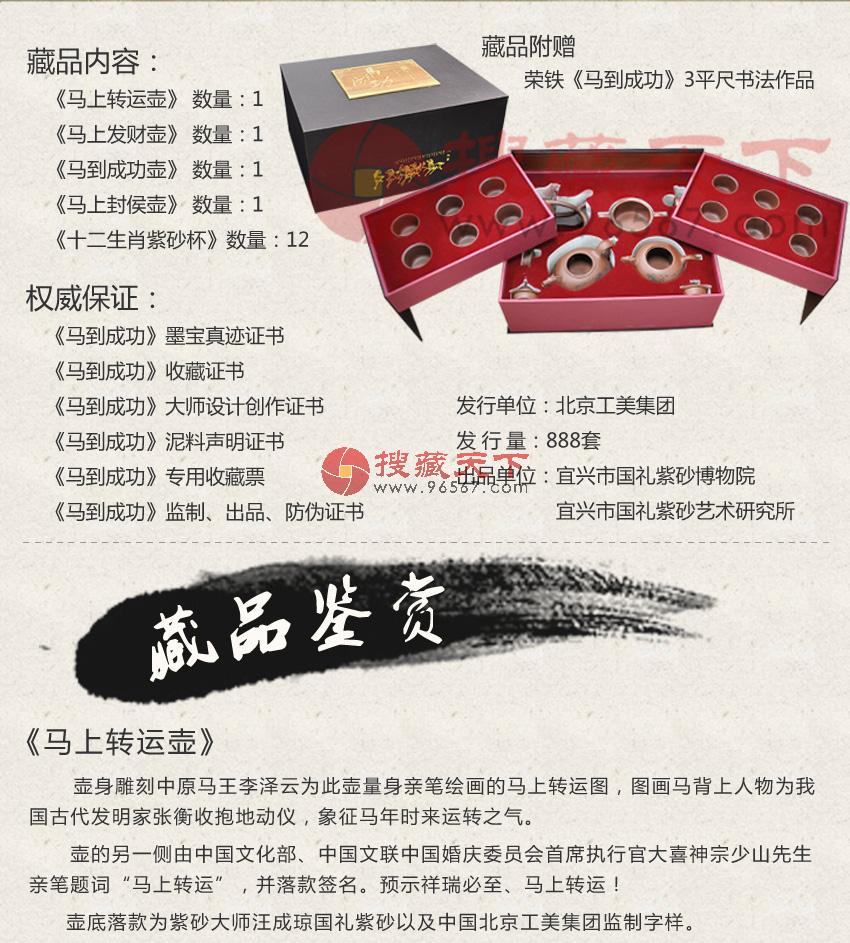 藏品内容：
《马上转运壶》 数量：1
《马上发财壶》 数量：1
《马到成功壶》 数量：1
《马上封侯壶》 数量：1
《十二生肖紫砂杯》数量：12
藏品附赠
荣铁《马到成功》3平尺书法作品
搜藏天下
www.96567.com
权威保证：
《马到成功》墨宝真迹证书
《马到成功》收藏证书
《马到成功》大师设计创作证书
《马到成功》泥料声明证书
《马到成功》专用收藏票
《马到成功》监制、出品、防伪证书
发行单位：北京工美集团
发 行 量：888套
出品单位：宜兴市国礼紫砂博物院
宜兴市国礼紫砂艺术研究所
搜藏天下
www.96567.com
藏品鉴赏
《马上转运壶》
壶身雕刻中原马王李泽云为此壶量身亲笔绘画的马上转运图，图画马背上人物为我
国古代发明家张衡收抱地动仪，象征马年时来运转之气。
壶的另一侧由中国文化部、中国文联中国婚庆委员会首席执行官大喜神宗少山先生
亲笔题词“马上转运”，并落款签名。预示祥瑞必至、马上转运！
壶底落款为紫砂大师汪成琼国礼紫砂以及中国北京工美集团监制字样。